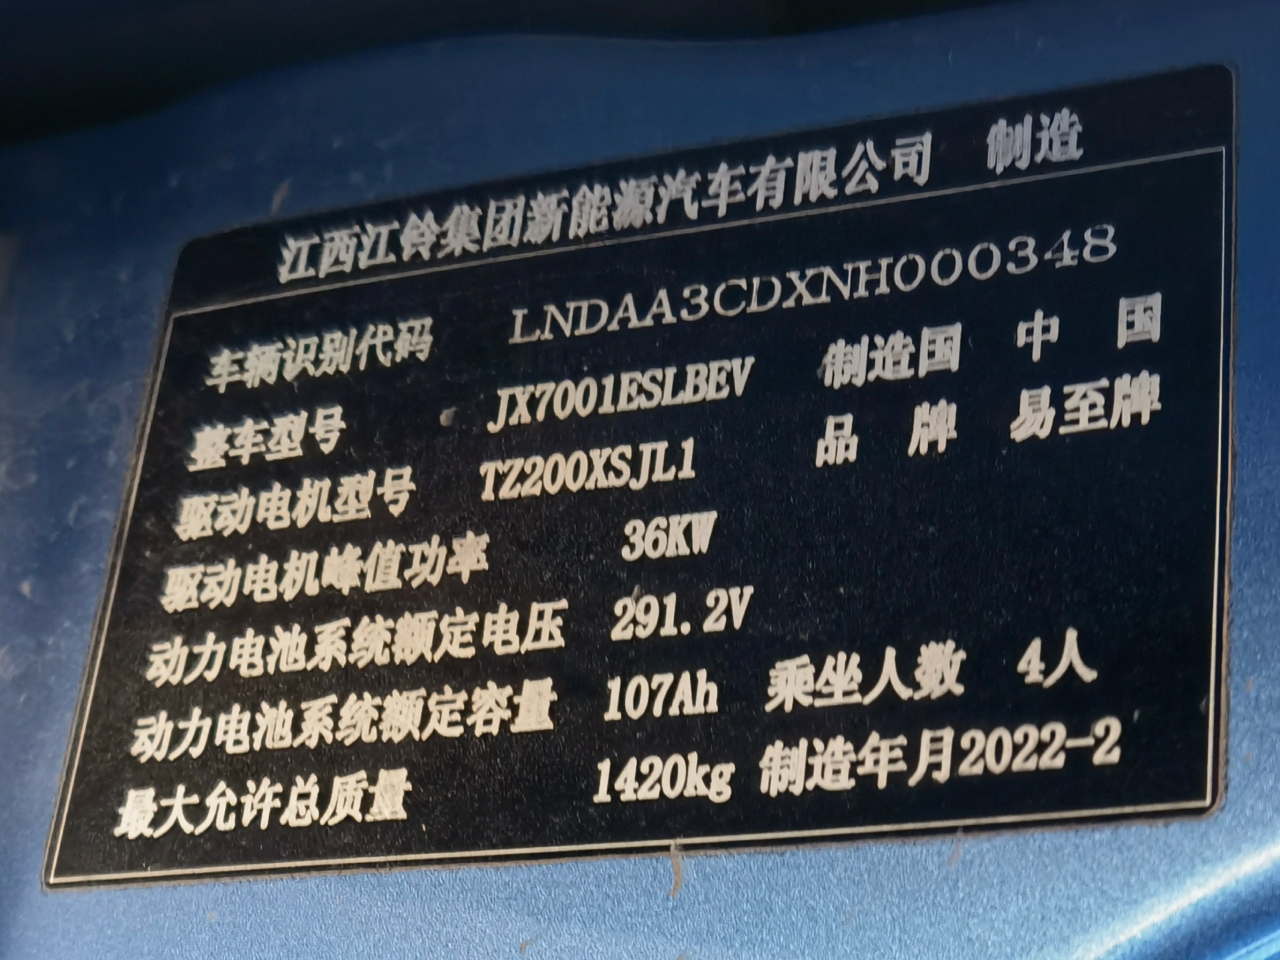 江西江铃集团新能源汽车有限公司 制造
车辆识别代码 LNDAA3CDXNH000348
整车型号 JX7001ESLBEV 制造国 中 国
驱动电机型号 TZ200XSJL1 品 牌 易至牌
驱动电机峰值功率 36KW
动力电池系统额定电压 291.2V
动力电池系统额定容量 107Ah 乘坐人数 4人
最大允许总质量 1420kg 制造年月2022-2